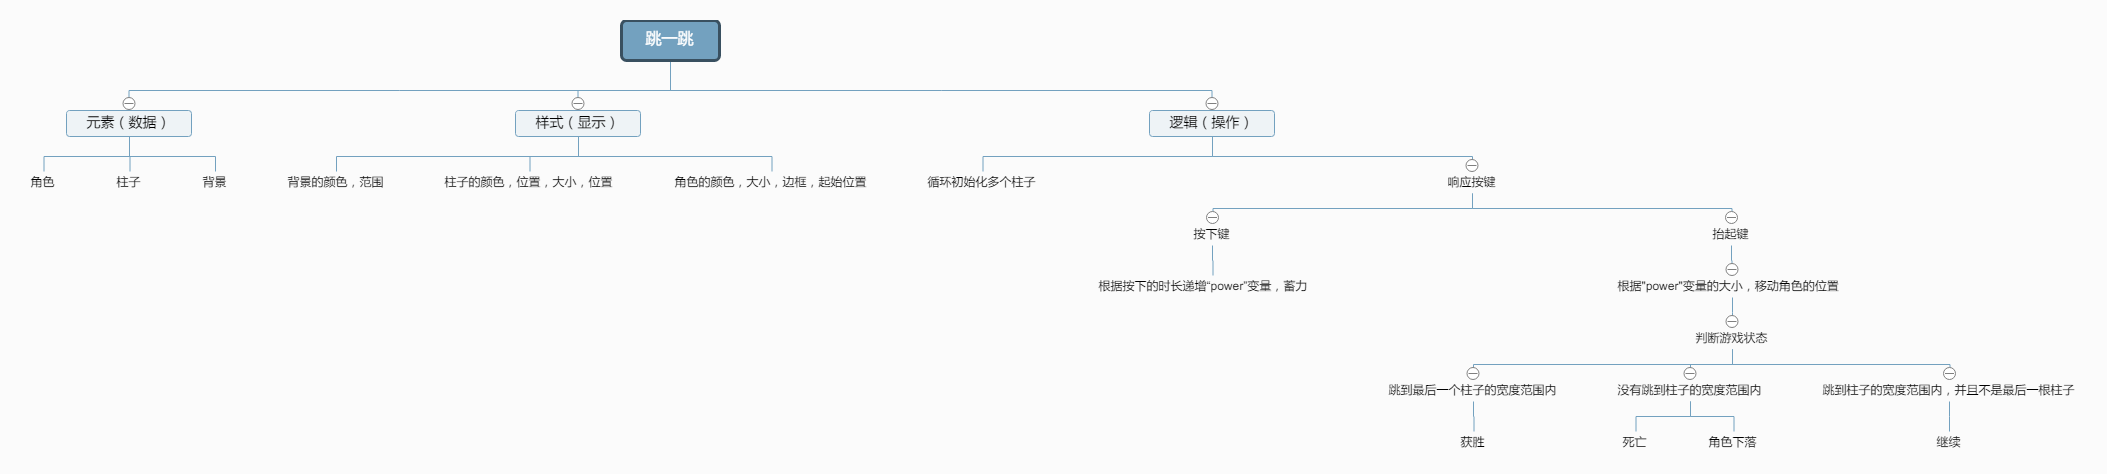 跳一跳
元素（数据）
样式（显示）
逻辑（操作）
角色
柱子
背景
背景的颜色，范围
柱子的颜色，位置，大小，位置
角色的颜色，大小，边框，起始位置
循环初始化多个柱子
响应按键
按下键
抬起键
根据按下的时长递增“power”变量，蓄力
根据"power"变量的大小，移动角色的位置
判断游戏状态
跳到最后一个柱子的宽度范围内
没有跳到柱子的宽度范围内
跳到柱子的宽度范围内，并且不是最后一根柱子
获胜
死亡
角色下落
继续